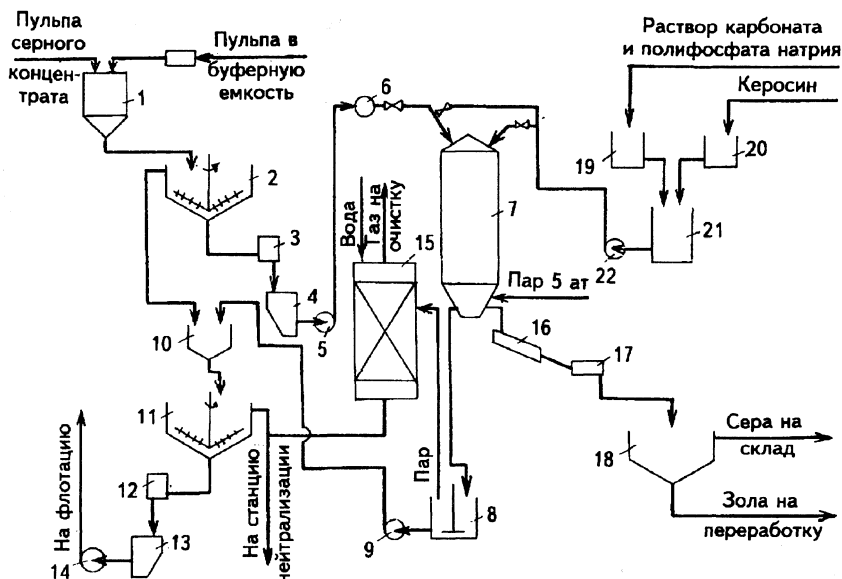 Пульпа
серного
концен-
трата
Пульпа в
буферную
емкость
Раствор карбоната
и полифосфата натрия
Керосин
1
2
3
4
5
6
7
Вода
Газ на
очистку
15
19
20
21
22
Пар 5 ат
16
17
10
11
12
13
14
На флотацию
На станцию
нейтрализации
Пар
8
9
18
Сера на
склад
Зола на
переработку